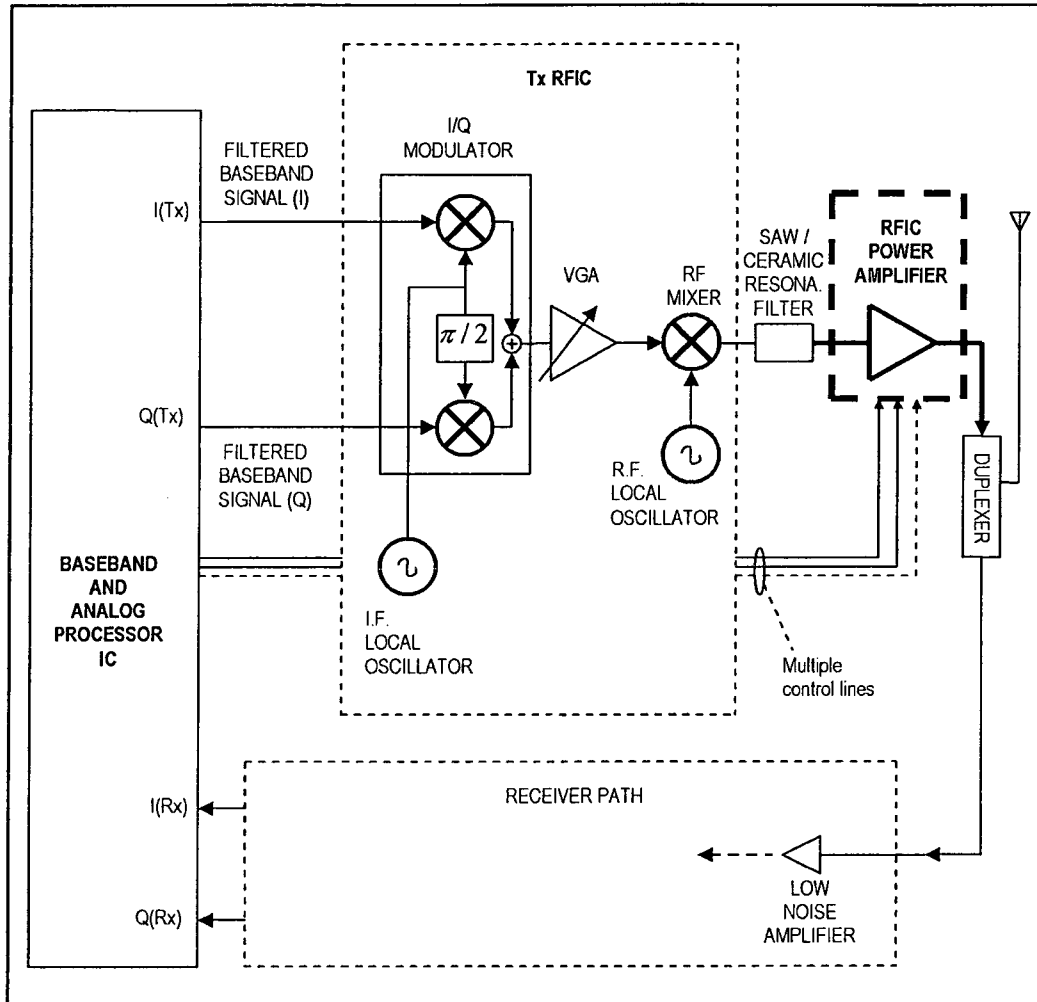 Tx RFIC
I/Q
MODULATOR
FILTERED
BASEBAND
SIGNAL (I)
I(Tx)
π/2
VGA
RF
MIXER
SAW /
CERAMIC
RESONA.
FILTER
RFIC
POWER
AMPLIFIER
Q(Tx)
FILTERED
BASEBAND
SIGNAL (Q)
R.F.
LOCAL
OSCILLATOR
DUPLEXER
BASEBAND
AND
ANALOG
PROCESSOR
IC
I.F.
LOCAL
OSCILLATOR
Multiple
control lines
I(Rx)
RECEIVER PATH
Q(Rx)
LOW
NOISE
AMPLIFIER